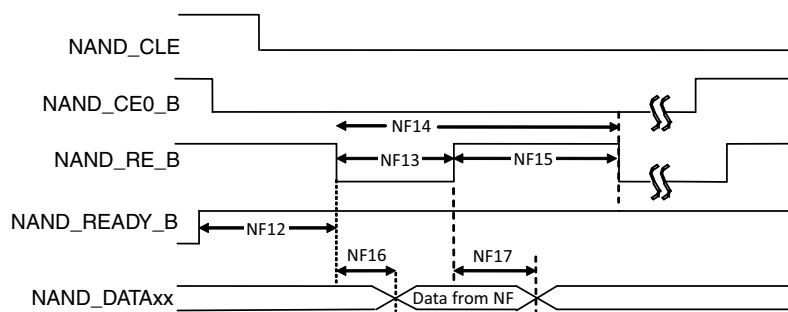 NAND_CLE
NAND_CE0_B
NF14
NAND_RE_B
NF13
NF15
NAND_READY_B
NF12
NF16
NF17
NAND_DATAxx
Data from NF